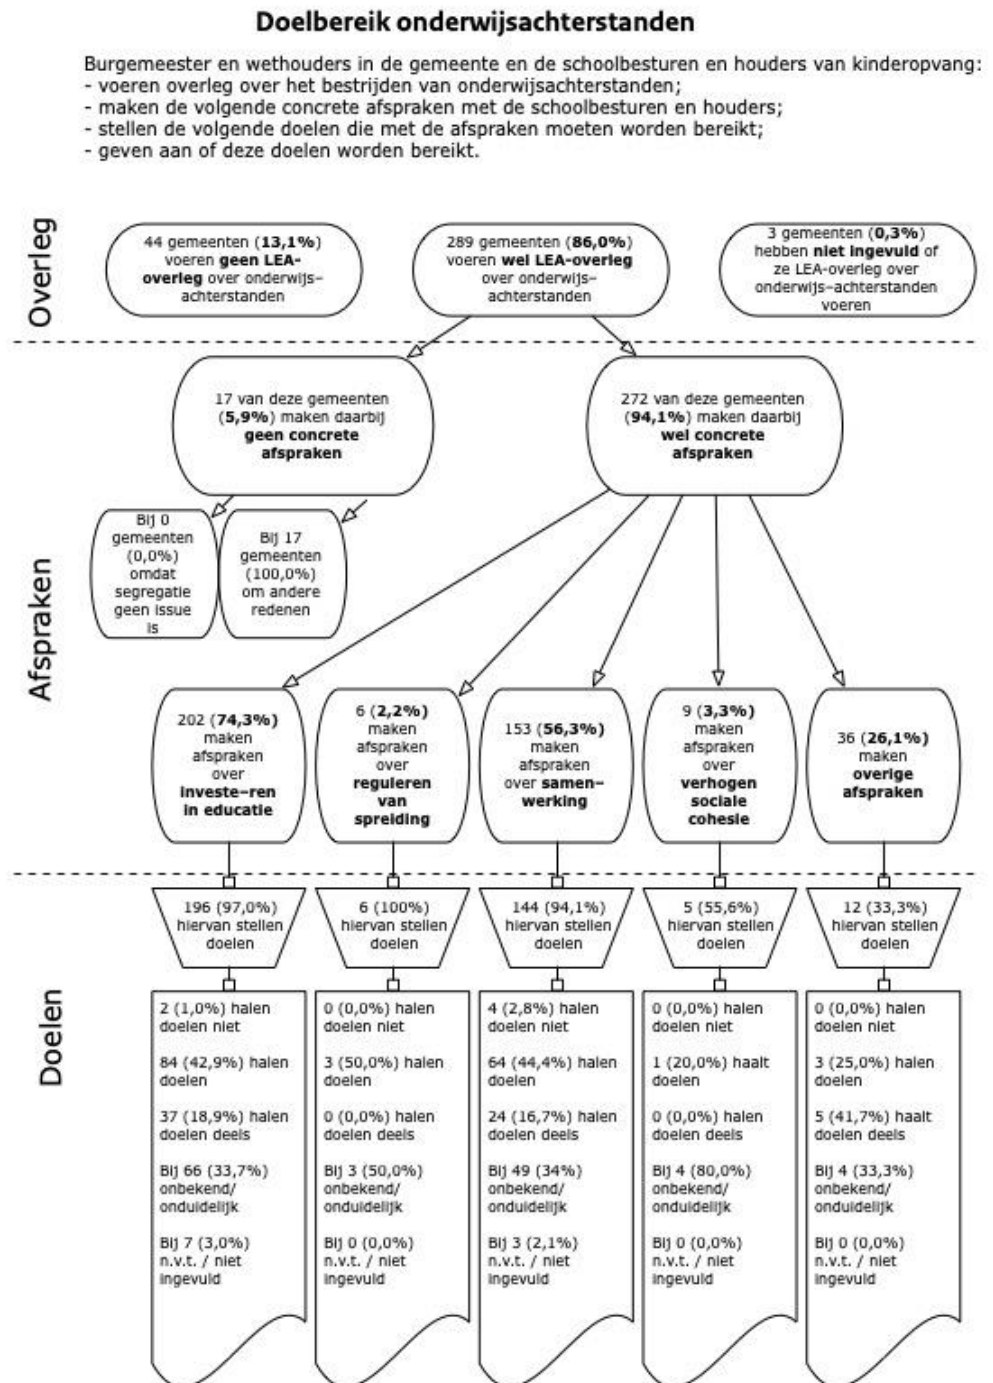 Doelbereik onderwijsachterstanden
Burgemeester en wethouders in de gemeente en de schoolbesturen en houders van kinderopvang:
- voeren overleg over het bestrijden van onderwijsachterstanden;
- maken de volgende concrete afspraken met de schoolbesturen en houders;
- stellen de volgende doelen die met de afspraken moeten worden bereikt;
- geven aan of deze doelen worden bereikt.
Overleg
44 gemeenten (13,1%)
voeren geen LEA-
overleg over onderwijs-
achterstanden
289 gemeenten (86,0%)
voeren wel LEA-overleg
over onderwijs-
achterstanden
3 gemeenten (0,3%)
hebben niet ingevuld of
ze LEA-overleg over
onderwijs-achterstanden
voeren
Afspraken
17 van deze gemeenten
(5,9%) maken daarbij
geen concrete
afspraken
272 van deze gemeenten
(94,1%) maken daarbij
wel concrete
afspraken
Bij 0
gemeenten
(0,0%)
omdat
segregatie
geen issue
is
Bij 17
gemeenten
(100,0%)
om andere
redenen
202 (74,3%)
maken
afspraken
over
investe-ren
in educatie
6 (2,2%)
maken
afspraken
over
reguleren
van
spreiding
153 (56,3%)
maken
afspraken
over samen-
werking
9 (3,3%)
maken
afspraken
over
verhogen
sociale
cohesie
36 (26,1%)
maken
overige
afspraken
Doelen
196 (97,0%)
hiervan stellen
doelen
6 (100%)
hiervan stellen
doelen
144 (94,1%)
hiervan stellen
doelen
5 (55,6%)
hiervan stellen
doelen
12 (33,3%)
hiervan stellen
doelen
2 (1,0%) halen
doelen niet
84 (42,9%) halen
doelen
37 (18,9%) halen
doelen deels
Bij 66 (33,7%)
onbekend/
onduidelijk
Bij 7 (3,0%)
n.v.t. / niet
ingevuld
0 (0,0%) halen
doelen niet
3 (50,0%) halen
doelen
0 (0,0%) halen
doelen deels
Bij 3 (50,0%)
onbekend/
onduidelijk
Bij 0 (0,0%)
n.v.t. / niet
ingevuld
4 (2,8%) halen
doelen niet
64 (44,4%) halen
doelen
24 (16,7%) halen
doelen deels
Bij 49 (34%)
onbekend/
onduidelijk
Bij 3 (2,1%)
n.v.t. / niet
ingevuld
0 (0,0%) halen
doelen niet
1 (20,0%) haalt
doelen
0 (0,0%) halen
doelen deels
Bij 4 (80,0%)
onbekend/
onduidelijk
Bij 0 (0,0%)
n.v.t. / niet
ingevuld
0 (0,0%) halen
doelen niet
3 (25,0%) halen
doelen
5 (41,7%) haalt
doelen deels
Bij 4 (33,3%)
onbekend/
onduidelijk
Bij 0 (0,0%)
n.v.t. / niet
ingevuld